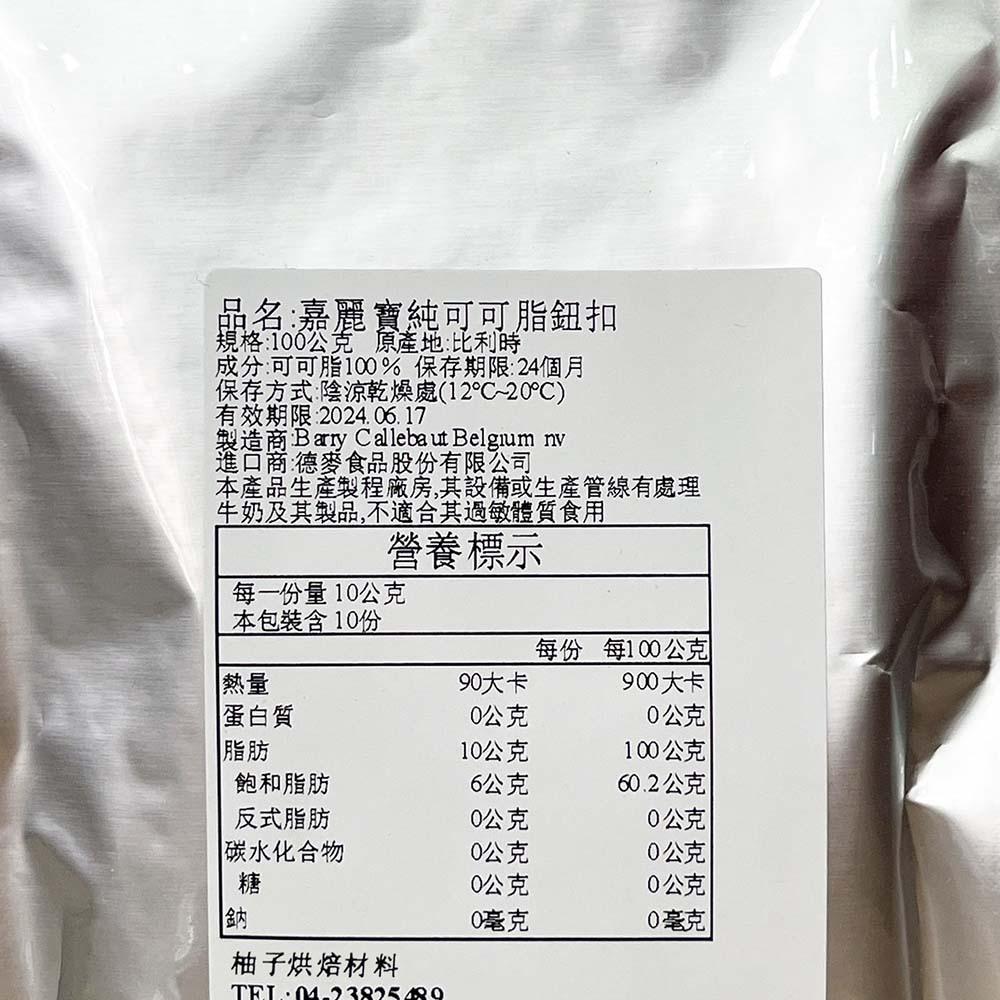 品名:嘉麗寶純可可脂鈕扣
規格:100公克 原產地:比利時
成分:可可脂100% 保存期限:24個月
保存方式:陰涼乾燥處(12℃~20℃)
有效期限:2024.06.17
製造商:Barry Callebaut Belgium nv
進口商:德麥食品股份有限公司
本產品生產製程廠房,其設備或生產管線有處理
牛奶及其製品,不適合其過敏體質食用
營養標示
每一份量 10公克
本包裝含 10份
每份 每100公克
熱量 90大卡 900大卡
蛋白質 0公克 0公克
脂肪 10公克 100公克
飽和脂肪 6公克 60.2公克
反式脂肪 0公克 0公克
碳水化合物 0公克 0公克
糖 0公克 0公克
鈉 0毫克 0毫克
柚子烘焙材料
TEL:04-23825489